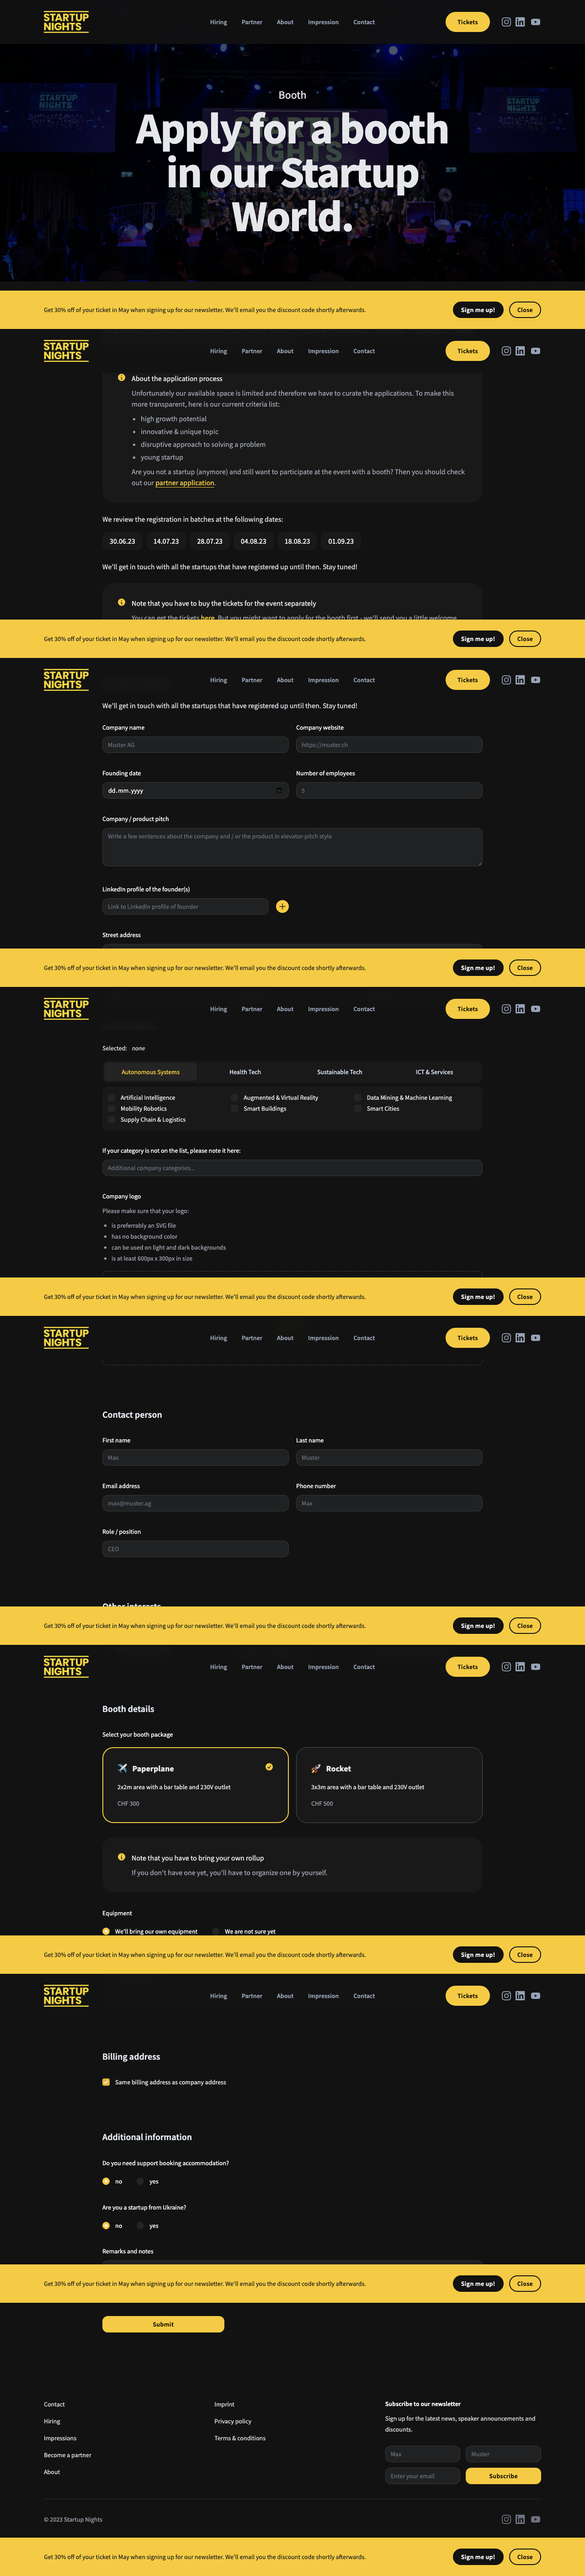 STARTUP
NIGHTS
Hiring Partner About Impression Contact
Tickets
Booth
Apply for a booth
in our Startup
World.
Get 30% off of your ticket in May when signing up for our newsletter. We'll email you the discount code shortly afterwards.
Sign me up! Close
STARTUP
NIGHTS
Hiring Partner About Impression Contact
Tickets
About the application process
Unfortunately our available space is limited and therefore we have to curate the applications. To make this
more transparent, here is our current criteria list:
• high growth potential
• innovative & unique topic
• disruptive approach to solving a problem
• young startup
Are you not a startup (anymore) and still want to participate at the event with a booth? Then you should check
out our partner application.
We review the registration in batches at the following dates:
30.06.23 14.07.23 28.07.23 04.08.23 18.08.23 01.09.23
We'll get in touch with all the startups that have registered up until then. Stay tuned!
Note that you have to buy the tickets for the event separately
You can get the tickets here. But you might want to apply for the booth first - we'll send you a little welcome
Get 30% off of your ticket in May when signing up for our newsletter. We'll email you the discount code shortly afterwards.
Sign me up! Close
STARTUP
NIGHTS
Hiring Partner About Impression Contact
Tickets
We'll get in touch with all the startups that have registered up until then. Stay tuned!
Company name Company website
Muster AG https://muster.ch
Founding date Number of employees
dd.mm.yyyy 5
Company / product pitch
Write a few sentences about the company and / or the product in elevator-pitch style
LinkedIn profile of the founder(s)
Link to LinkedIn profile of founder
Street address
Get 30% off of your ticket in May when signing up for our newsletter. We'll email you the discount code shortly afterwards.
Sign me up! Close
STARTUP
NIGHTS
Hiring Partner About Impression Contact
Tickets
Selected: none
Autonomous Systems Health Tech Sustainable Tech ICT & Services
Artificial Intelligence Augmented & Virtual Reality Data Mining & Machine Learning
Mobility Robotics Smart Buildings Smart Cities
Supply Chain & Logistics
If your category is not on the list, please note it here:
Additional company categories...
Company logo
Please make sure that your logo:
• is preferrably an SVG file
• has no background color
• can be used on light and dark backgrounds
• is at least 600px x 300px in size
Get 30% off of your ticket in May when signing up for our newsletter. We'll email you the discount code shortly afterwards.
Sign me up! Close
STARTUP
NIGHTS
Hiring Partner About Impression Contact
Tickets
Contact person
First name Last name
Max Muster
Email address Phone number
max@muster.ag Max
Role / position
CEO
Other interests
Get 30% off of your ticket in May when signing up for our newsletter. We'll email you the discount code shortly afterwards.
Sign me up! Close
STARTUP
NIGHTS
Hiring Partner About Impression Contact
Tickets
Booth details
Select your booth package
Paperplane Rocket
2x2m area with a bar table and 230V outlet 3x3m area with a bar table and 230V outlet
CHF 300 CHF 500
Note that you have to bring your own rollup
If you don't have one yet, you'll have to organize one by yourself.
Equipment
We'll bring our own equipment We are not sure yet
Get 30% off of your ticket in May when signing up for our newsletter. We'll email you the discount code shortly afterwards.
Sign me up! Close
STARTUP
NIGHTS
Hiring Partner About Impression Contact
Tickets
Billing address
Same billing address as company address
Additional information
Do you need support booking accommodation?
no yes
Are you a startup from Ukraine?
no yes
Remarks and notes
Get 30% off of your ticket in May when signing up for our newsletter. We'll email you the discount code shortly afterwards.
Sign me up! Close
Submit
Contact
Hiring
Impressions
Become a partner
About
Imprint
Privacy policy
Terms & conditions
Subscribe to our newsletter
Sign up for the latest news, speaker announcements and
discounts.
Max Muster
Enter your email Subscribe
© 2023 Startup Nights
Get 30% off of your ticket in May when signing up for our newsletter. We'll email you the discount code shortly afterwards.
Sign me up! Close